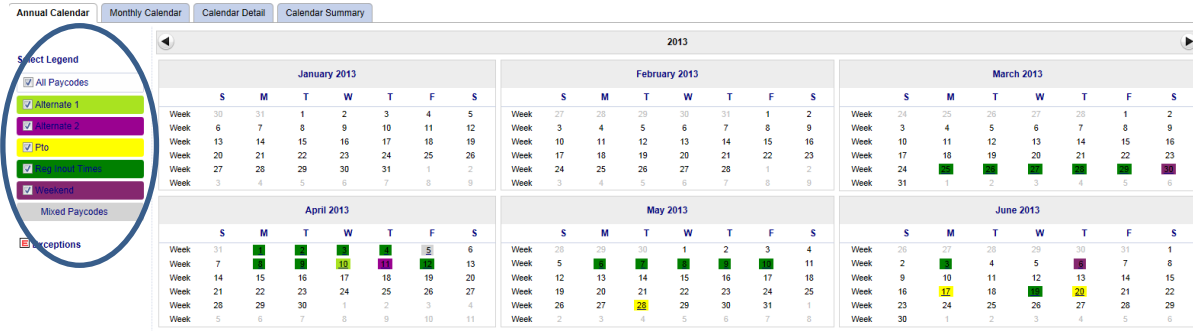 Annual Calendar Monthly Calendar Calendar Detail Calendar Summary
2013
Select Legend
All Paycodes
Alternate 1
Alternate 2
Pto
Reg Input Times
Weekend
Mixed Paycodes
Exceptions
January 2013
S M T W T F S
Week 30 31 1 2 3 4 5
Week 6 7 8 9 10 11 12
Week 13 14 15 16 17 18 19
Week 20 21 22 23 24 25 26
Week 27 28 29 30 31 1 2
Week 3 4 5 6 7 8 9
February 2013
S M T W T F S
Week 27 28 29 30 31 1 2
Week 3 4 5 6 7 8 9
Week 10 11 12 13 14 15 16
Week 17 18 19 20 21 22 23
Week 24 25 26 27 28 1 2
Week 3 4 5 6 7 8 9
March 2013
S M T W T F S
Week 24 25 26 27 28 1 2
Week 3 4 5 6 7 8 9
Week 10 11 12 13 14 15 16
Week 17 18 19 20 21 22 23
Week 24 25 26 27 28 29 30
Week 31 1 2 3 4 5 6
April 2013
S M T W T F S
Week 31 1 2 3 4 5 6
Week 7 8 9 10 11 12 13
Week 14 15 16 17 18 19 20
Week 21 22 23 24 25 26 27
Week 28 29 30 1 2 3 4
Week 5 6 7 8 9 10 11
May 2013
S M T W T F S
Week 28 29 30 1 2 3 4
Week 5 6 7 8 9 10 11
Week 12 13 14 15 16 17 18
Week 19 20 21 22 23 24 25
Week 26 27 28 29 30 31 1
Week 2 3 4 5 6 7 8
June 2013
S M T W T F S
Week 26 27 28 29 30 31 1
Week 2 3 4 5 6 7 8
Week 9 10 11 12 13 14 15
Week 16 17 18 19 20 21 22
Week 23 24 25 26 27 28 29
Week 30 1 2 3 4 5 6